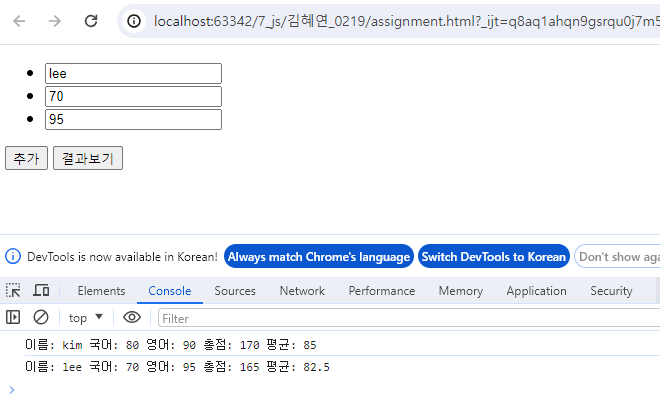 localhost:63342/7_js/김혜연_0219/assignment.html?_ijt=q8aq1ahqn9gsrqu0j7m5
lee
70
95
추가 결과보기
DevTools is now available in Korean! Always match Chrome's language Switch DevTools to Korean Don't show aga
Elements Console Sources Network Performance Memory Application Security
top Filter
이름: kim 국어: 80 영어: 90 총점: 170 평균: 85
이름: lee 국어: 70 영어: 95 총점: 165 평균: 82.5